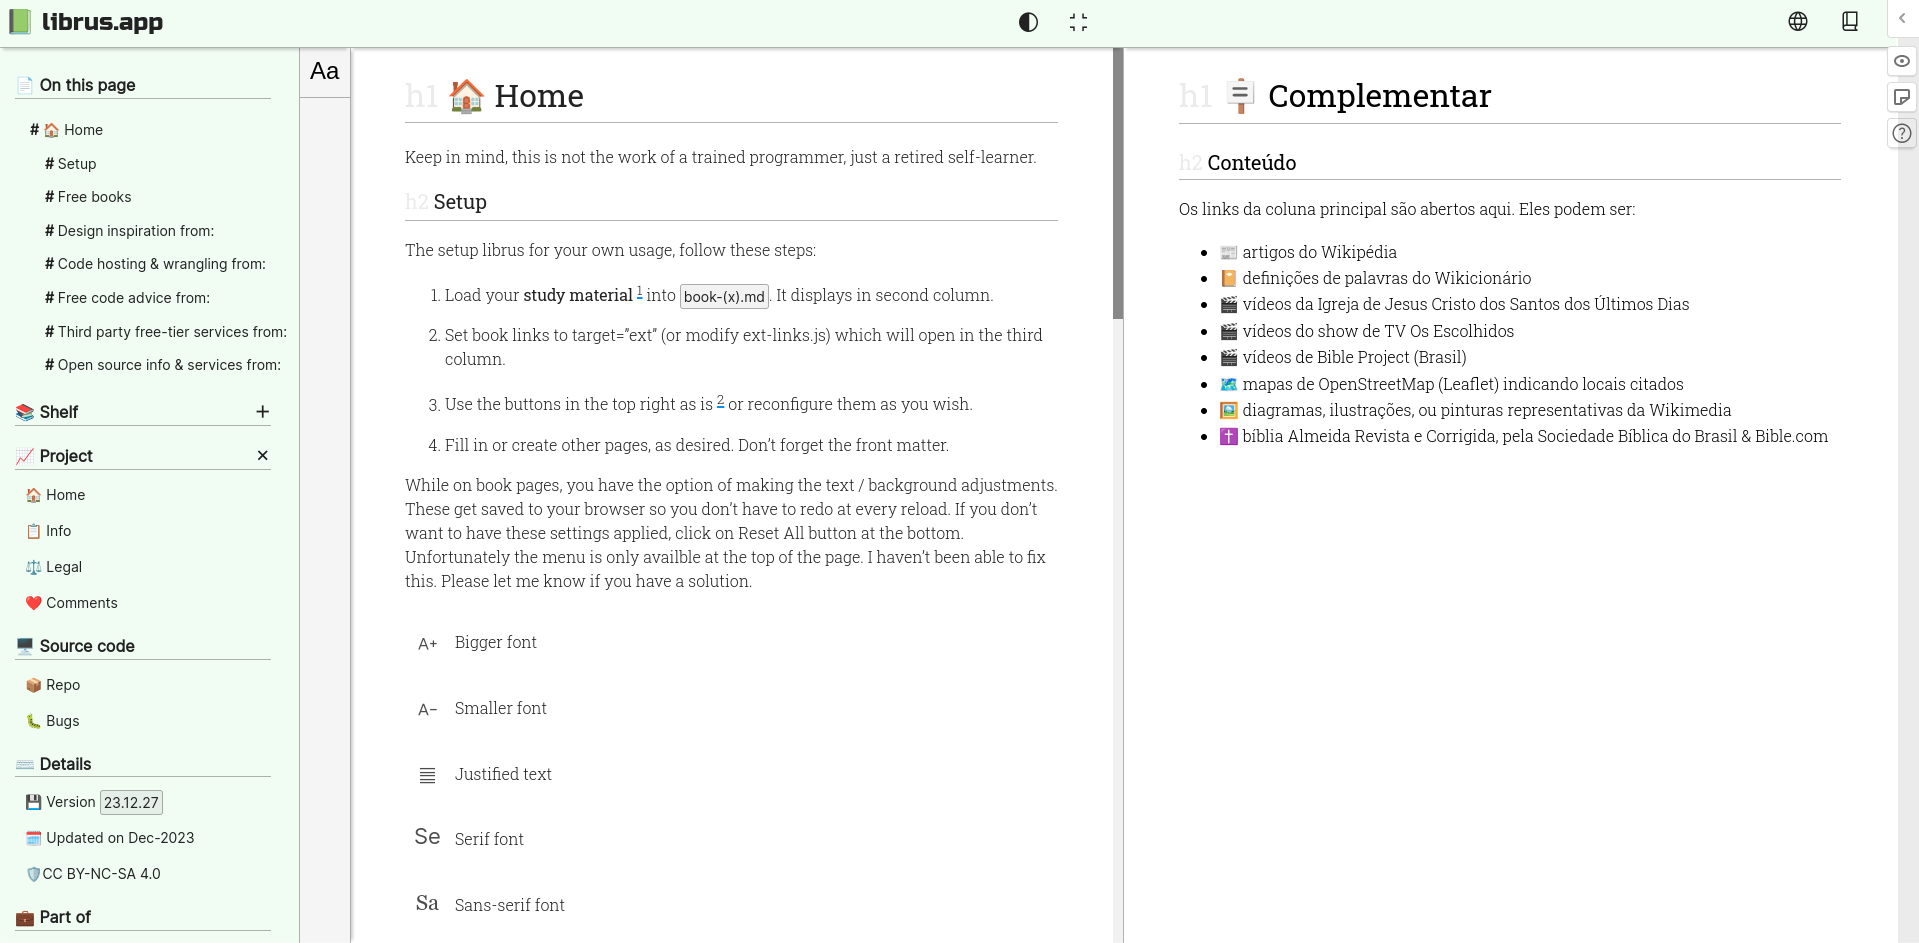 librus.app
On this page
# Home
# Setup
# Free books
# Design inspiration from:
# Code hosting & wrangling from:
# Free code advice from:
# Third party free-tier services from:
# Open source info & services from:
Shelf
Project
Home
Info
Legal
Comments
Source code
Repo
Bugs
Details
Version 23.12.27
Updated on Dec-2023
CC BY-NC-SA 4.0
Part of
Aa
h1 Home
Keep in mind, this is not the work of a trained programmer, just a retired self-learner.
h2 Setup
The setup librus for your own usage, follow these steps:
1. Load your study material 1 into book-(x).md. It displays in second column.
2. Set book links to target="ext" (or modify ext-links.js) which will open in the third
column.
3. Use the buttons in the top right as is 2 or reconfigure them as you wish.
4. Fill in or create other pages, as desired. Don't forget the front matter.
While on book pages, you have the option of making the text / background adjustments.
These get saved to your browser so you don't have to redo at every reload. If you don't
want to have these settings applied, click on Reset All button at the bottom.
Unfortunately the menu is only availble at the top of the page. I haven't been able to fix
this. Please let me know if you have a solution.
A+ Bigger font
A- Smaller font
Justified text
Se Serif font
Sa Sans-serif font
h1 Complementar
h2 Conteúdo
Os links da coluna principal são abertos aqui. Eles podem ser:
artigos do Wikipédia
definições de palavras do Wikicionário
vídeos da Igreja de Jesus Cristo dos Santos dos Últimos Dias
vídeos do show de TV Os Escolhidos
vídeos de Bible Project (Brasil)
mapas de OpenStreetMap (Leaflet) indicando locais citados
diagramas, ilustrações, ou pinturas representativas da Wikimedia
bíblia Almeida Revista e Corrigida, pela Sociedade Bíblica do Brasil & Bible.com